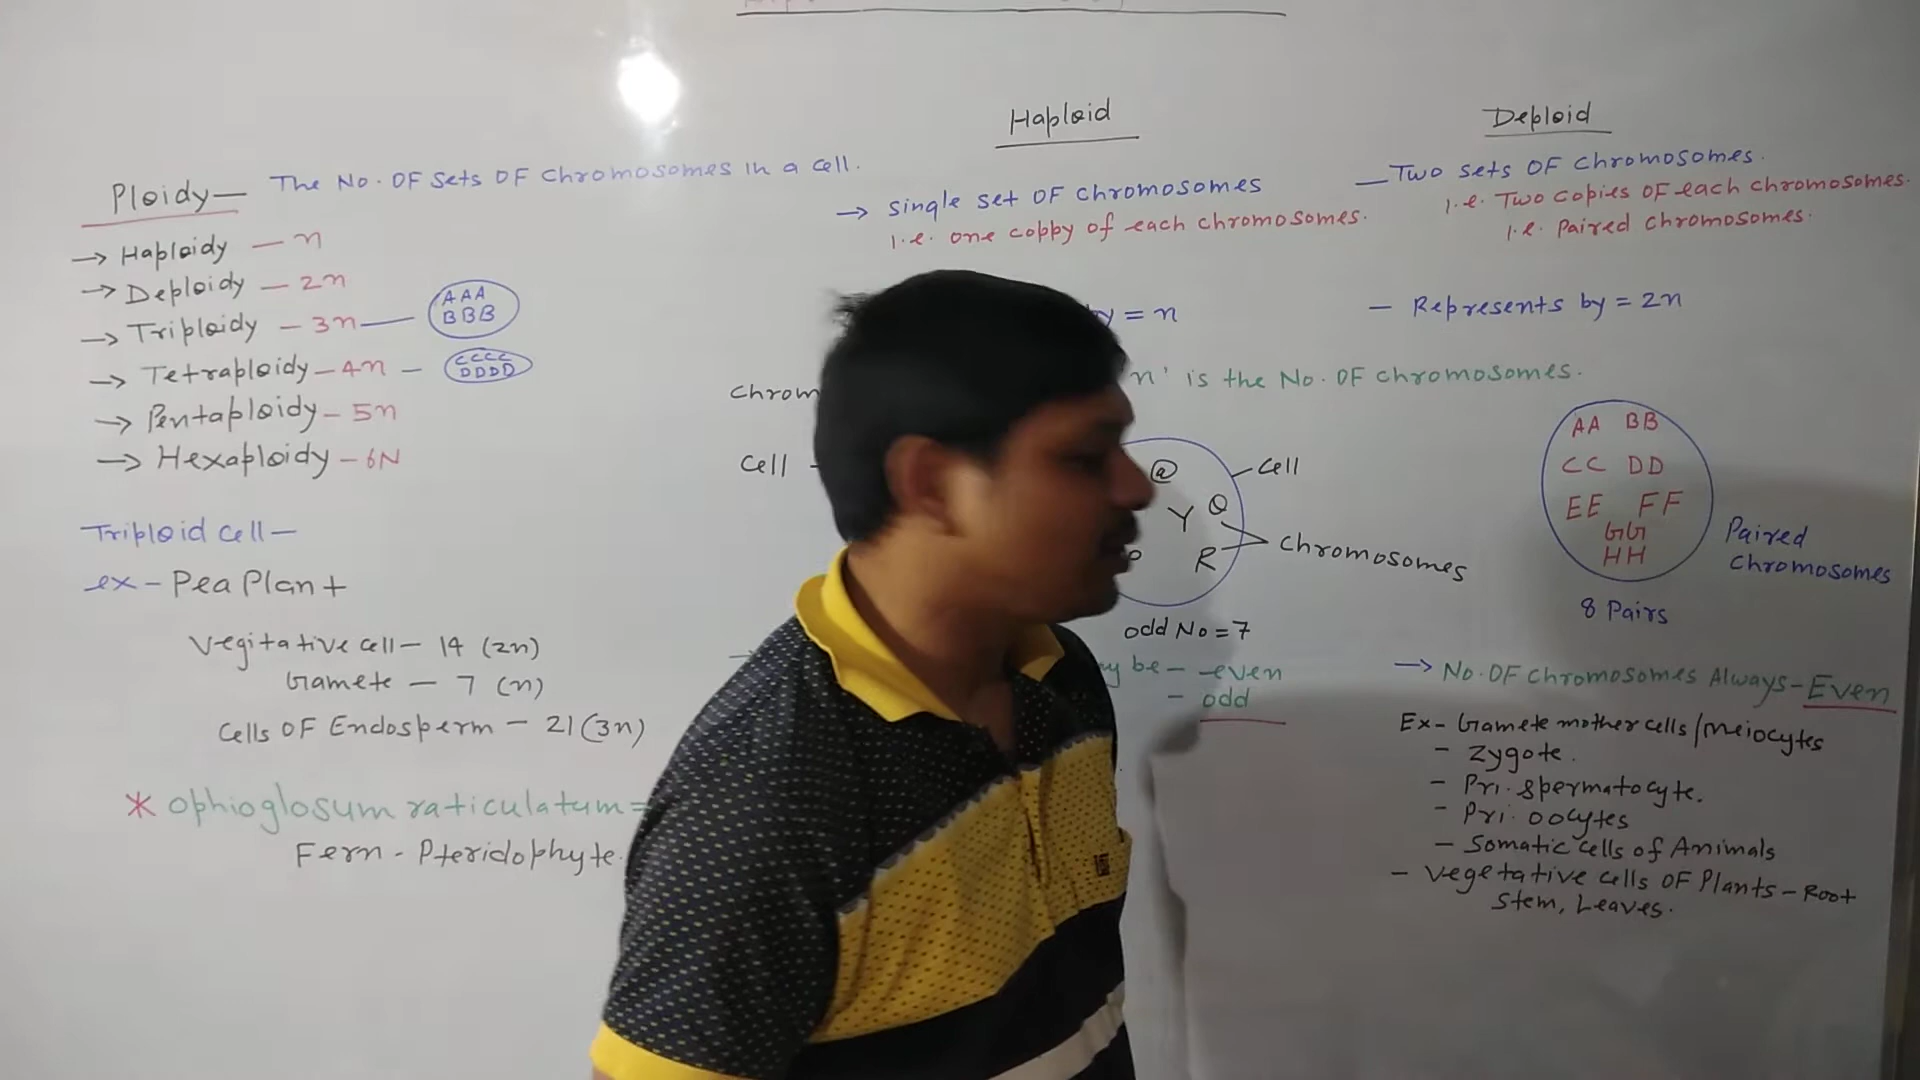 Ploidy— The No. OF Sets OF Chromosomes in a cell.
→ Haploidy — n
→ Deploidy — 2n
→ Triploidy — 3n — AAA
BBB
→ Tetraploidy — 4n — CCCC
DDDD
→ Pentaploidy — 5n
→ Hexaploidy — 6N
Triploid Cell —
ex — Pea Plant
Vegitative cell — 14 (2n)
Gamete — 7 (n)
Cells OF Endosperm — 21 (3n)
* Ophioglosum raticulatum =
Fern - Pteridophyte.
Haploid
→ Single set OF chromosomes
i.e. one coppy of each chromosomes.
y = n
n' is the No. OF chromosomes.
Chrom
Cell
@
Y Q
R
Cell
Chromosomes
odd No = 7
y be — even
— odd
Deploid
— Two sets OF chromosomes.
i.e. Two copies OF each chromosomes.
i.e. Paired chromosomes.
— Represents by = 2n
AA BB
CC DD
EE FF
GG
HH
Paired
Chromosomes
8 Pairs
→ No. OF chromosomes Always — Even
Ex — Gamete mother cells/meiocytes
— Zygote.
— Pri. spermatocyte.
— Pri. oocytes
— Somatic cells of Animals
— Vegetative cells OF Plants — Root
Stem, Leaves.